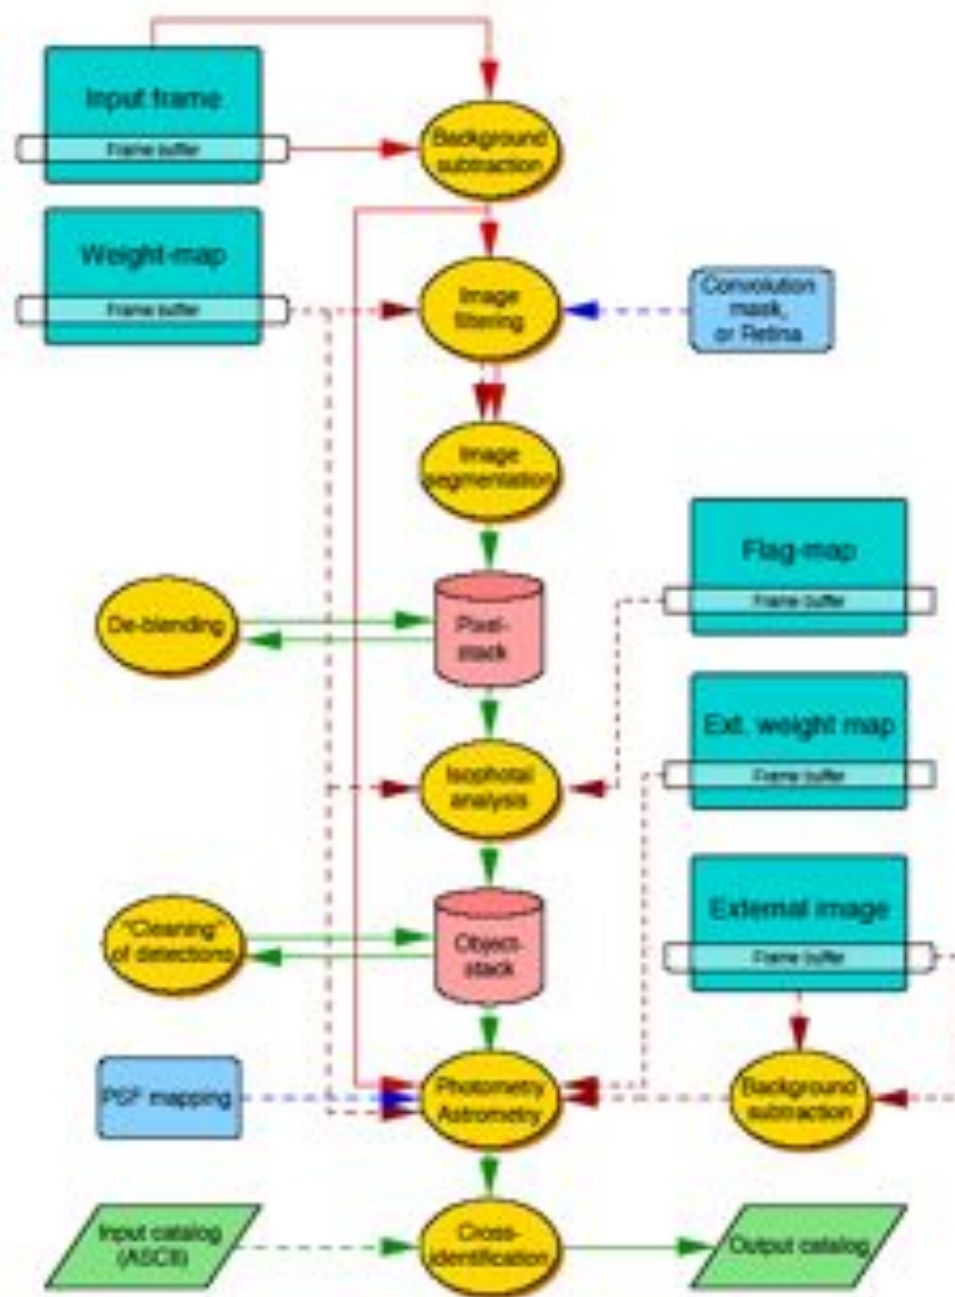 Input frame
Frame buffer
Background
subtraction
Weight-map
Frame buffer
Image
filtering
Convolution
mask,
or Retina
Image
segmentation
Flag-map
Frame buffer
De-blending
Pixel-
stack
Ext. weight map
Frame buffer
Isophotal
analysis
External image
Frame buffer
"Cleaning"
of detections
Object-
stack
PSF mapping
Photometry
Astrometry
Background
subtraction
Input catalog
(ASCII)
Cross-
identification
Output catalog